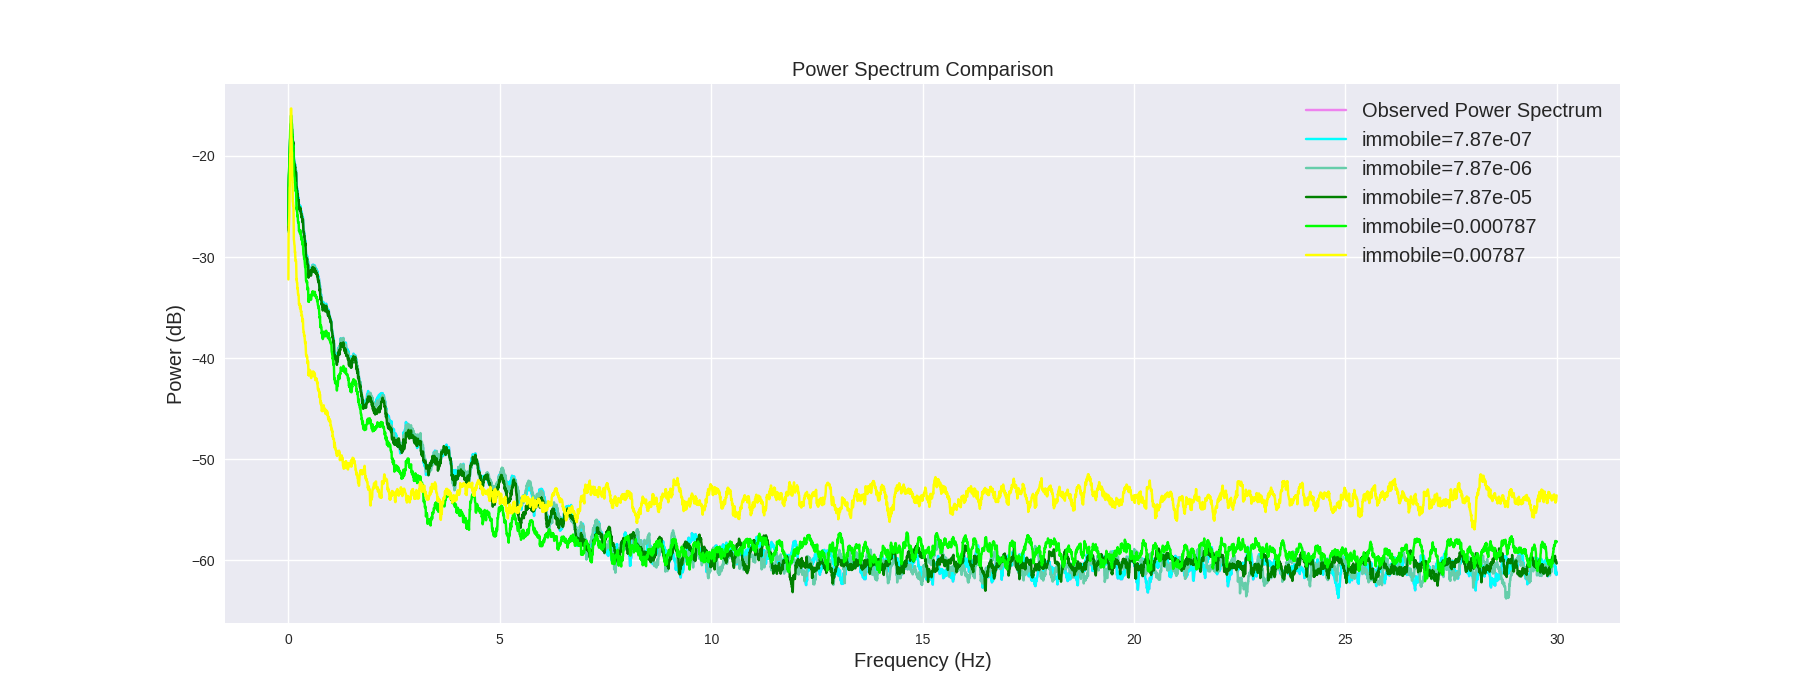 Power Spectrum Comparison
Observed Power Spectrum
immobile=7.87e-07
immobile=7.87e-06
immobile=7.87e-05
immobile=0.000787
immobile=0.00787
Power (dB)
−20
−30
−40
−50
−60
0 5 10 15 20 25 30
Frequency (Hz)